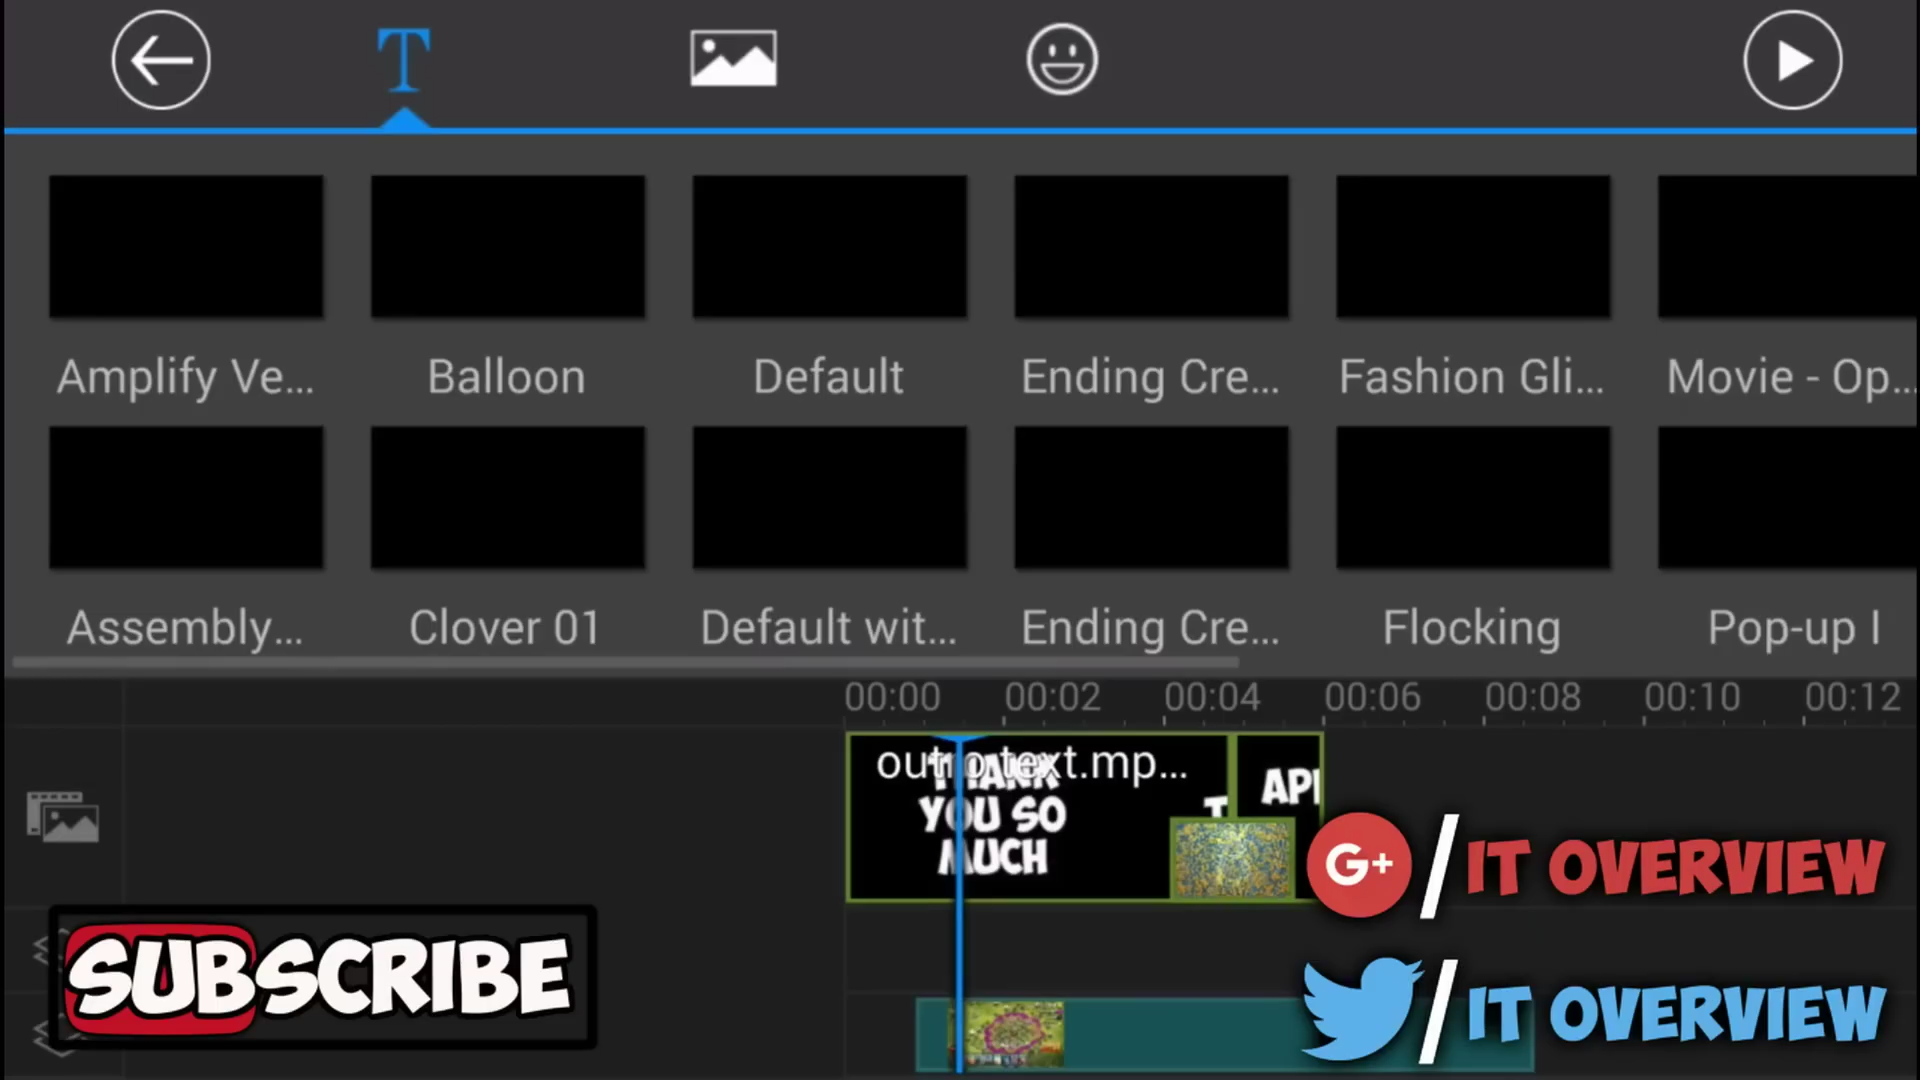 T
Amplify Ve...
Balloon
Default
Ending Cre...
Fashion Gli...
Movie - Op...
Assembly...
Clover 01
Default wit...
Ending Cre...
Flocking
Pop-up I
00:00
00:02
00:04
00:06
00:08
00:10
00:12
outro text.mp...
THANK
YOU SO
MUCH
T
API
G+ / IT OVERVIEW
SUBSCRIBE
/ IT OVERVIEW